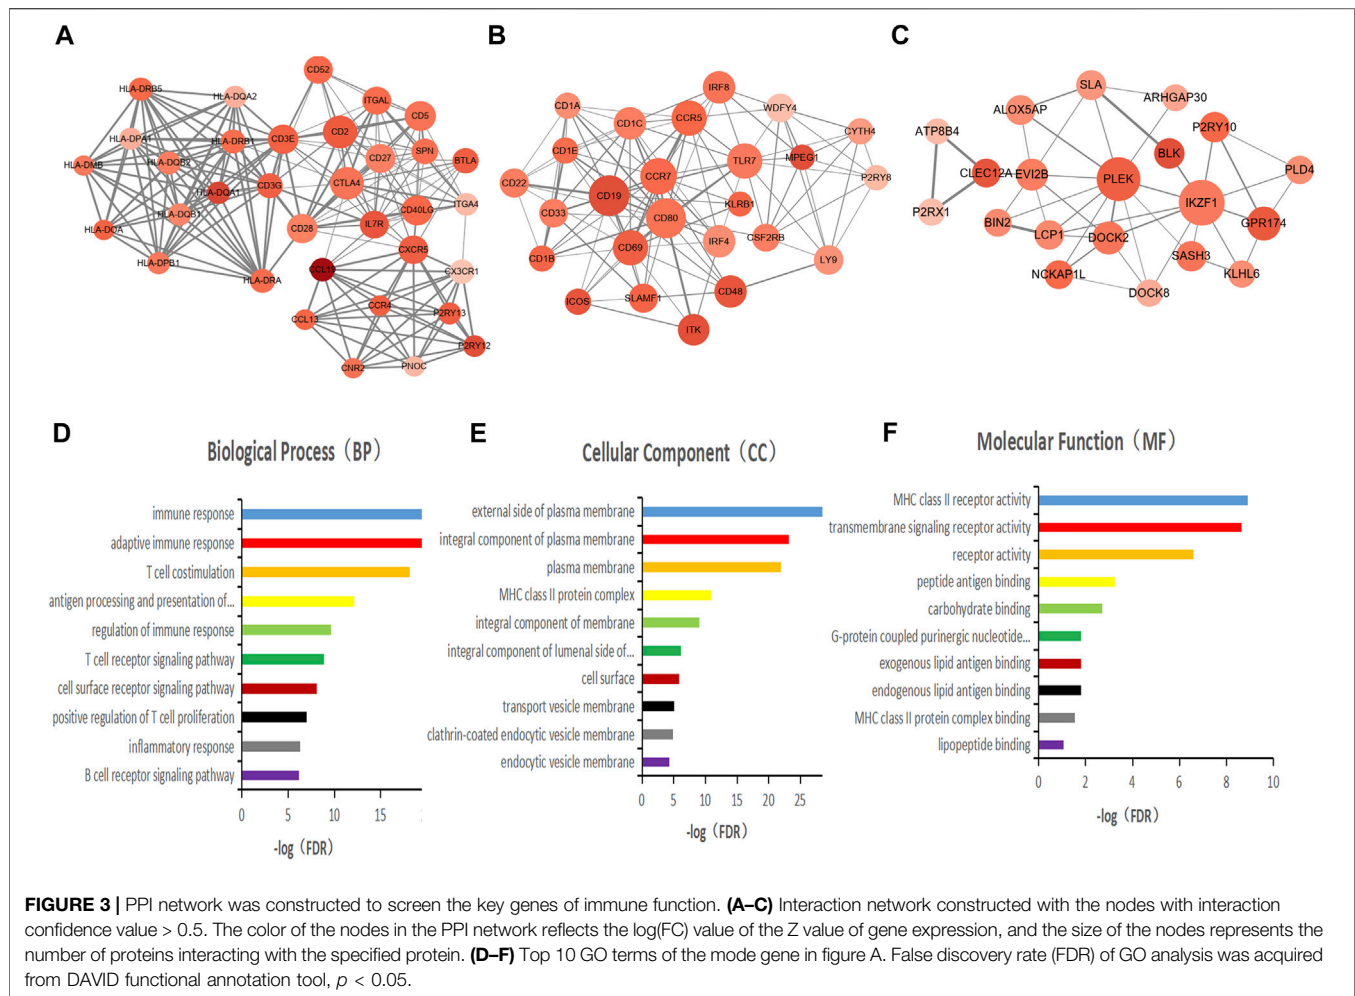 A
B
C
CD52
HLA-DRB5
HLA-DQA2
ITGAL
CD5
HLA-DPA1
HLA-DRB1
CD3E
CD2
SPN
CD27
BTLA
HLA-DMB
HLA-DQB2
HLA-DQA1
CD3G
CTLA4
ITGA4
HLA-DQB1
CD40LG
HLA-DOA
CD28
IL7R
CXCR5
HLA-DPB1
HLA-DRA
CCL19
CX3CR1
CCR4
CCL13
P2RY13
P2RY12
CNR2
PNOC
IRF8
CD1A
WDFY4
CD1C
CCR5
CYTH4
CD1E
TLR7
MPEG1
CD22
CCR7
P2RY8
CD19
KLRB1
CD33
CD80
CD69
IRF4
CSF2RB
CD1B
LY9
ICOS
SLAMF1
CD48
ITK
SLA
ALOX5AP
ARHGAP30
ATP8B4
P2RY10
BLK
CLEC12A
EVI2B
PLEK
PLD4
P2RX1
IKZF1
BIN2
LCP1
DOCK2
GPR174
SASH3
NCKAP1L
KLHL6
DOCK8
D
Biological Process（BP）
immune response
adaptive immune response
T cell costimulation
antigen processing and presentation of...
regulation of immune response
T cell receptor signaling pathway
cell surface receptor signaling pathway
positive regulation of T cell proliferation
inflammatory response
B cell receptor signaling pathway
0 5 10 15
-log（FDR）
E
Cellular Component（CC）
external side of plasma membrane
integral component of plasma membrane
plasma membrane
MHC class II protein complex
integral component of membrane
integral component of lumenal side of...
cell surface
transport vesicle membrane
clathrin-coated endocytic vesicle membrane
endocytic vesicle membrane
0 5 10 15 20 25
-log（FDR）
F
Molecular Function（MF）
MHC class II receptor activity
transmembrane signaling receptor activity
receptor activity
peptide antigen binding
carbohydrate binding
G-protein coupled purinergic nucleotide...
exogenous lipid antigen binding
endogenous lipid antigen binding
MHC class II protein complex binding
lipopeptide binding
0 2 4 6 8 10
-log（FDR）
FIGURE 3 | PPI network was constructed to screen the key genes of immune function. (A–C) Interaction network constructed with the nodes with interaction
confidence value > 0.5. The color of the nodes in the PPI network reflects the log(FC) value of the Z value of gene expression, and the size of the nodes represents the
number of proteins interacting with the specified protein. (D–F) Top 10 GO terms of the mode gene in figure A. False discovery rate (FDR) of GO analysis was acquired
from DAVID functional annotation tool, p < 0.05.